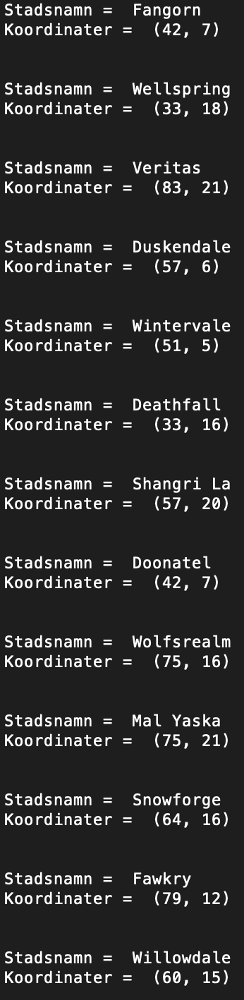 Stadsnamn =  Fangorn
Koordinater =  (42, 7)
Stadsnamn =  Wellspring
Koordinater =  (33, 18)
Stadsnamn =  Veritas
Koordinater =  (83, 21)
Stadsnamn =  Duskendale
Koordinater =  (57, 6)
Stadsnamn =  Wintervale
Koordinater =  (51, 5)
Stadsnamn =  Deathfall
Koordinater =  (33, 16)
Stadsnamn =  Shangri La
Koordinater =  (57, 20)
Stadsnamn =  Doonatel
Koordinater =  (42, 7)
Stadsnamn =  Wolfsrealm
Koordinater =  (75, 16)
Stadsnamn =  Mal Yaska
Koordinater =  (75, 21)
Stadsnamn =  Snowforge
Koordinater =  (64, 16)
Stadsnamn =  Fawkry
Koordinater =  (79, 12)
Stadsnamn =  Willowdale
Koordinater =  (60, 15)